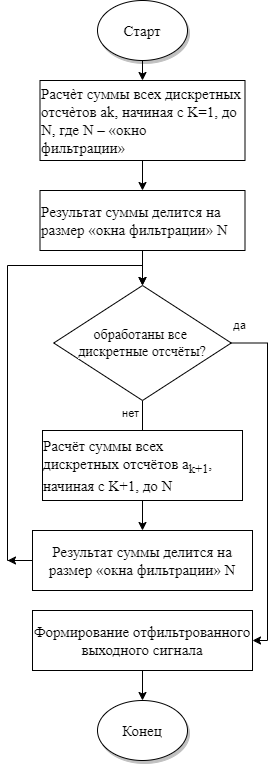 Старт
Расчёт суммы всех дискретных
отсчётов ak, начиная с K=1, до
N, где N – «окно
фильтрации»
Результат суммы делится на
размер «окна фильтрации» N
обработаны все
дискретные отсчёты?
да
нет
Расчёт суммы всех
дискретных отсчётов a_{k+1},
начиная с K+1, до N
Результат суммы делится на
размер «окна фильтрации» N
Формирование отфильтрованного
выходного сигнала
Конец